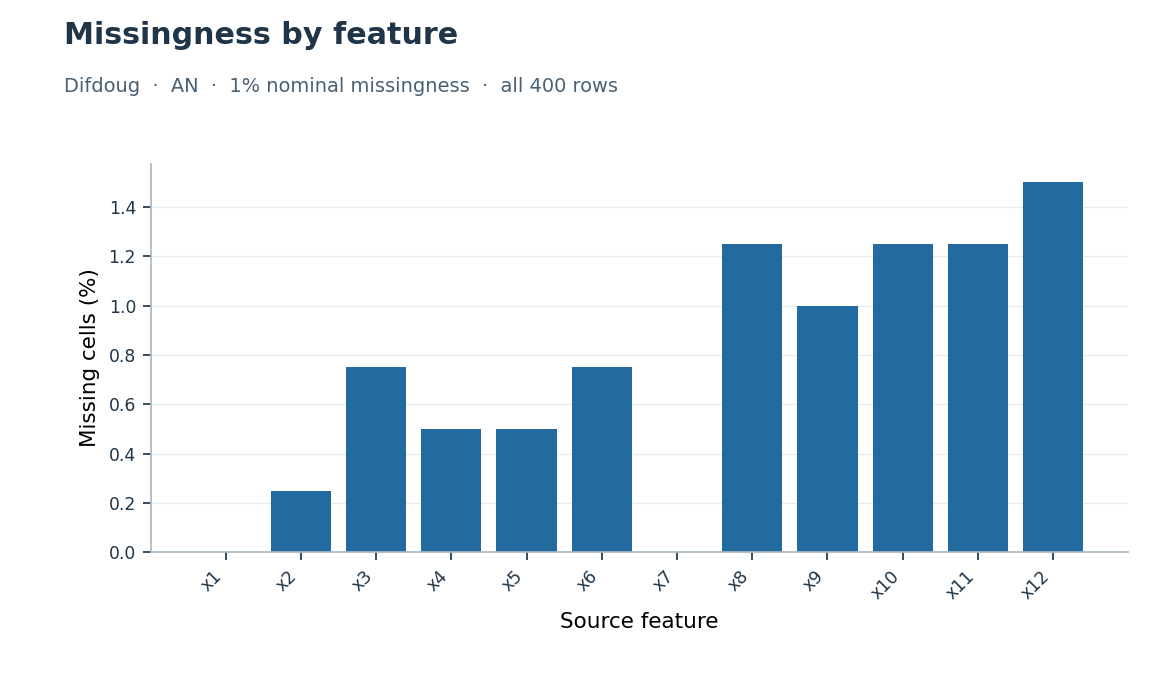 Missingness by feature
Difdoug · AN · 1% nominal missingness · all 400 rows
Missing cells (%)
1.4
1.2
1.0
0.8
0.6
0.4
0.2
0.0
x1 x2 x3 x4 x5 x6 x7 x8 x9 x10 x11 x12
Source feature